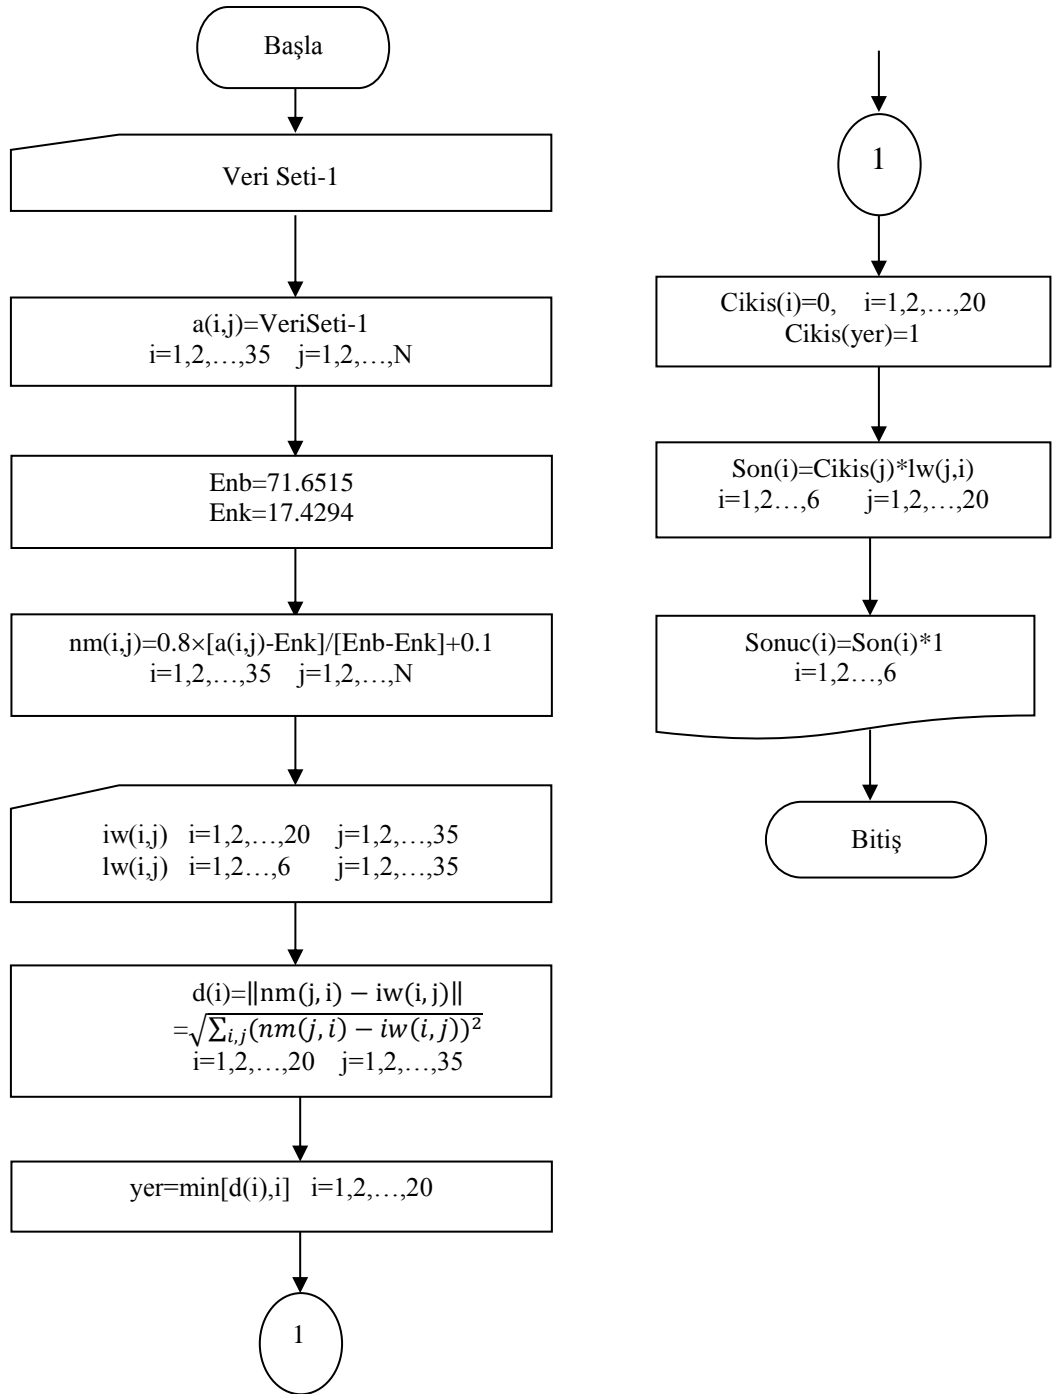 Başla
Veri Seti-1
a(i,j)=VeriSeti-1
i=1,2,…,35 j=1,2,…,N
Enb=71.6515
Enk=17.4294
nm(i,j)=0.8×[a(i,j)-Enk]/[Enb-Enk]+0.1
i=1,2,…,35 j=1,2,…,N
iw(i,j) i=1,2,…,20 j=1,2,…,35
lw(i,j) i=1,2…,6 j=1,2,…,35
d(i)=‖nm(j, i) − iw(i, j)‖
=√∑i,j(nm(j, i) − iw(i, j))²
i=1,2,…,20 j=1,2,…,35
yer=min[d(i),i] i=1,2,…,20
1
1
Cikis(i)=0, i=1,2,…,20
Cikis(yer)=1
Son(i)=Cikis(j)*lw(j,i)
i=1,2…,6 j=1,2,…,20
Sonuc(i)=Son(i)*1
i=1,2…,6
Bitiş